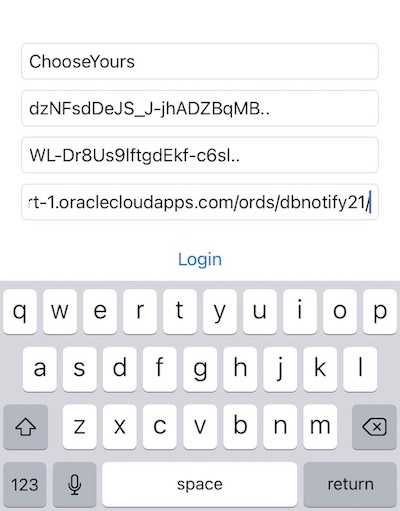 ChooseYours
dzNFsdDeJS_J-jhADZBqMB..
WL-Dr8Us9lftgdEkf-c6sl..
rt-1.oraclecloudapps.com/ords/dbnotify21/
Login
q w e r t y u i o p
a s d f g h j k l
z x c v b n m
123 space return